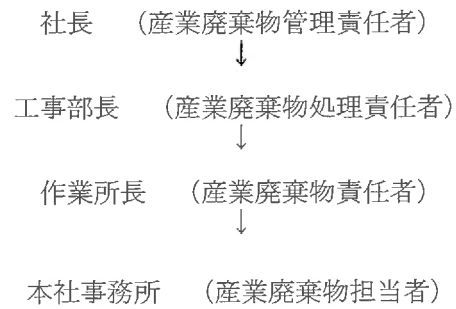 社長　（産業廃棄物管理責任者）
↓
工事部長　（産業廃棄物処理責任者）
↓
作業所長　（産業廃棄物責任者）
↓
本社事務所　（産業廃棄物担当者）